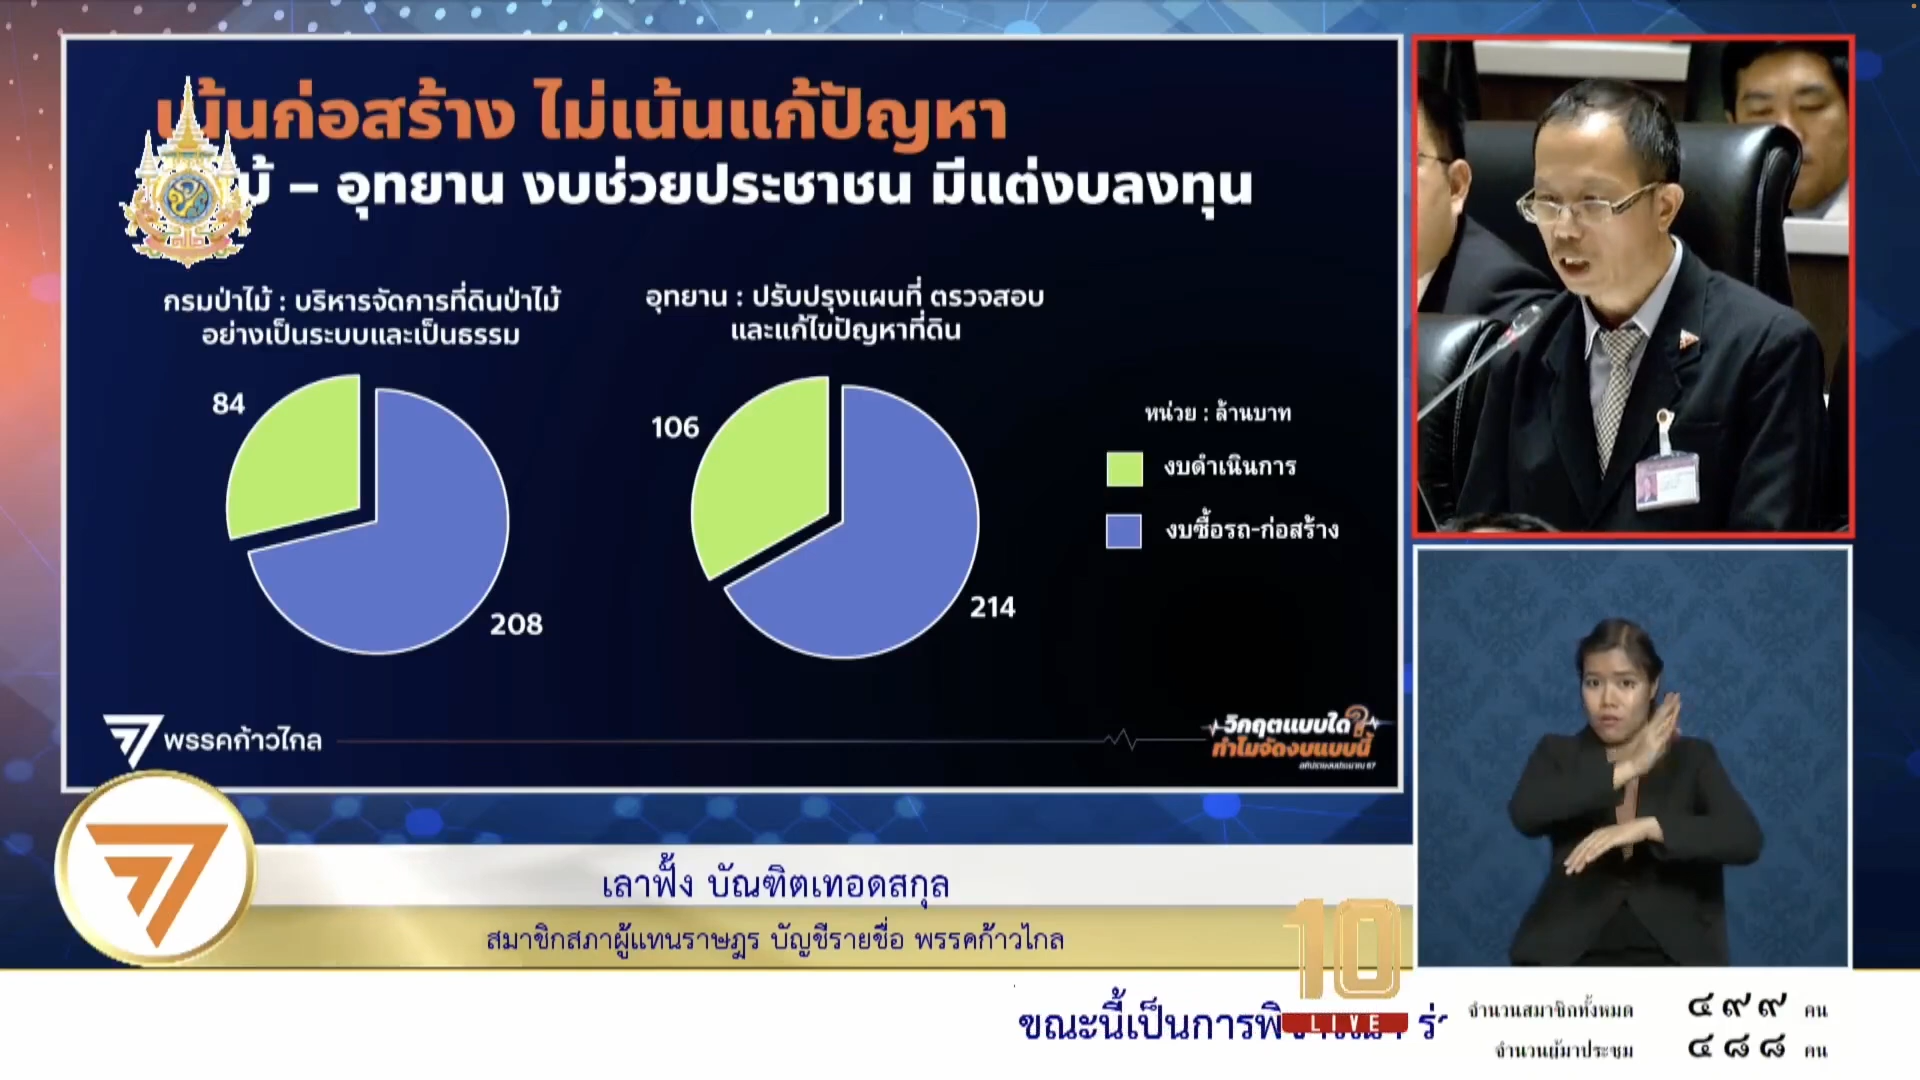 เน้นก่อสร้าง ไม่เน้นแก้ปัญหา
– อุทยาน งบช่วยประชาชน มีแต่งบลงทุน
กรมป่าไม้ : บริหารจัดการที่ดินป่าไม้
อย่างเป็นระบบและเป็นธรรม
84
208
อุทยาน : ปรับปรุงแผนที่ ตรวจสอบ
และแก้ไขปัญหาที่ดิน
106
214
หน่วย : ล้านบาท
งบดำเนินการ
งบซื้อรถ-ก่อสร้าง
พรรคก้าวไกล
วิกฤตแบบใด?
ทำไมจัดงบแบบนี้
อภิปรายงบประมาณ 67
เลาฟั้ง บัณฑิตเทอดสกุล
สมาชิกสภาผู้แทนราษฎร บัญชีรายชื่อ พรรคก้าวไกล
10
LIVE
ขณะนี้เป็นการ
จำนวนสมาชิกทั้งหมด ๔๙๙ คน
จำนวนผู้มาประชุม ๔๘๘ คน